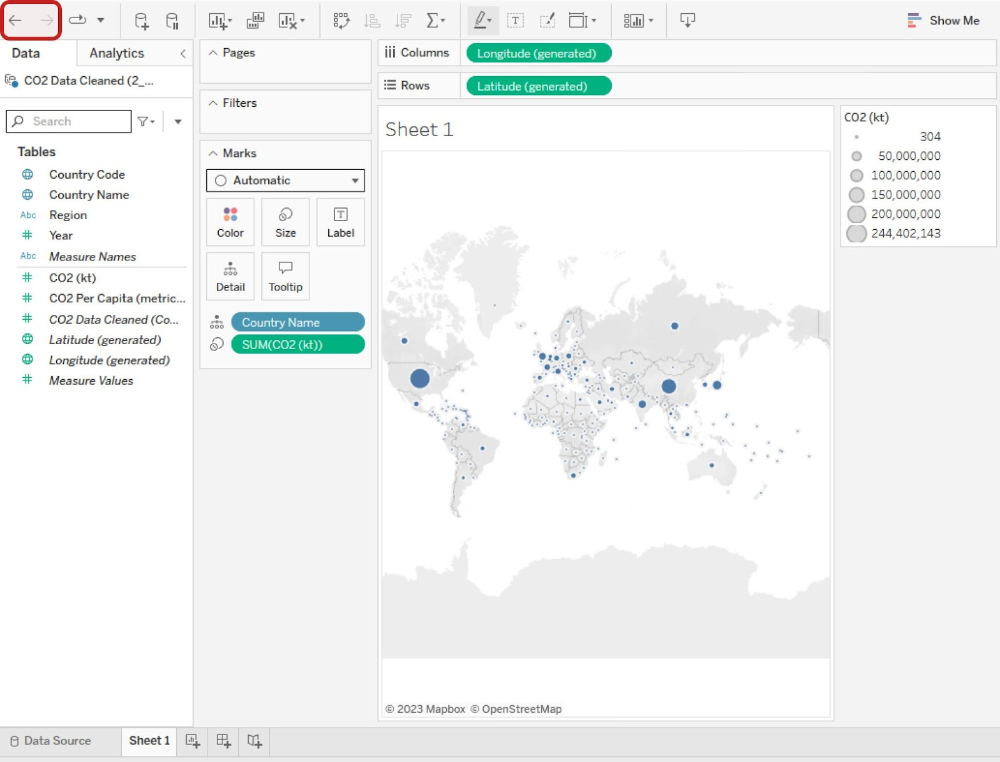 Show Me
Data
Analytics
CO2 Data Cleaned (2_...
Search
Tables
Country Code
Country Name
Abc Region
Year
Abc Measure Names
CO2 (kt)
CO2 Per Capita (metric...
CO2 Data Cleaned (Co...
Latitude (generated)
Longitude (generated)
Measure Values
Pages
Filters
Marks
Automatic
Color
Size
T
Label
Detail
Tooltip
Country Name
SUM(CO2 (kt))
Columns
Longitude (generated)
Rows
Latitude (generated)
Sheet 1
© 2023 Mapbox © OpenStreetMap
CO2 (kt)
304
50,000,000
100,000,000
150,000,000
200,000,000
244,402,143
Data Source
Sheet 1